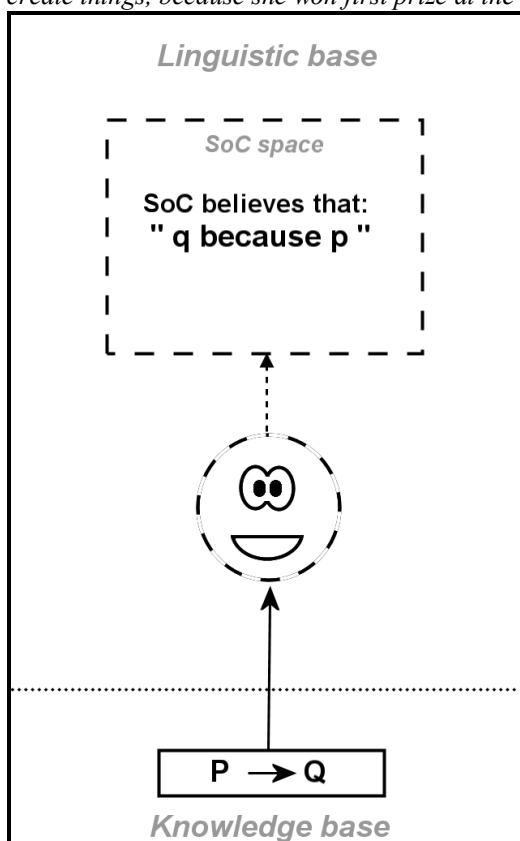 create things, because she won first prize at the
Linguistic base
SoC space
SoC believes that:
" q because p "
P → Q
Knowledge base